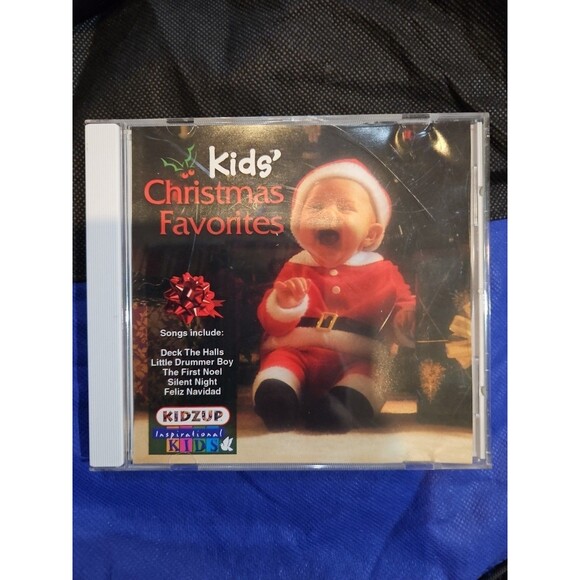 Kids'
Christmas
Favorites
Songs include:
Deck The Halls
Little Drummer Boy
The First Noel
Silent Night
Feliz Navidad
KIDZUP
Inspirational
KIDS